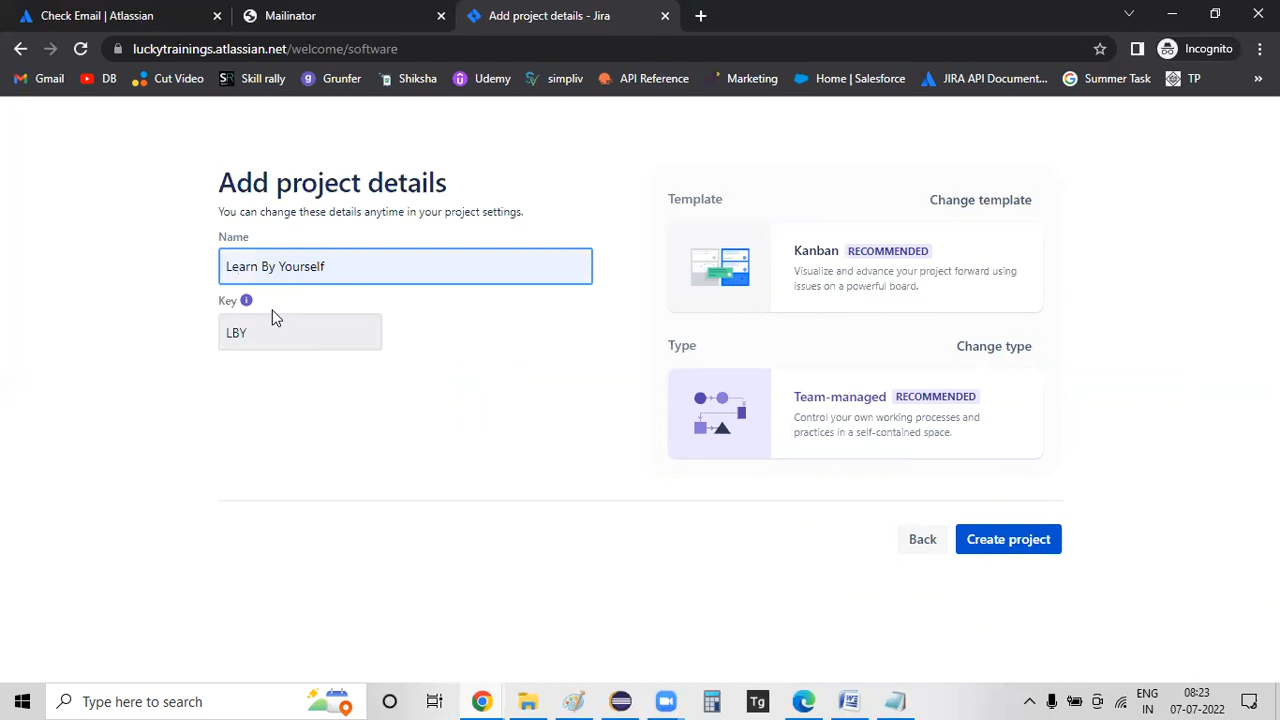 Check Email | Atlassian
Mailinator
Add project details - Jira
luckytrainings.atlassian.net/welcome/software
Incognito
Gmail
DB
Cut Video
SR
Skill rally
Grunfer
Shiksha
Udemy
simpliv
API Reference
Marketing
Home | Salesforce
JIRA API Document...
Summer Task
TP
»
Add project details
You can change these details anytime in your project settings.
Name
Learn By Yourself
Key
LBY
Template
Change template
Kanban RECOMMENDED
Visualize and advance your project forward using
issues on a powerful board.
Type
Change type
Team-managed RECOMMENDED
Control your own working processes and
practices in a self-contained space.
Back
Create project
Type here to search
Tg
ENG
IN
18:23
07-07-2022